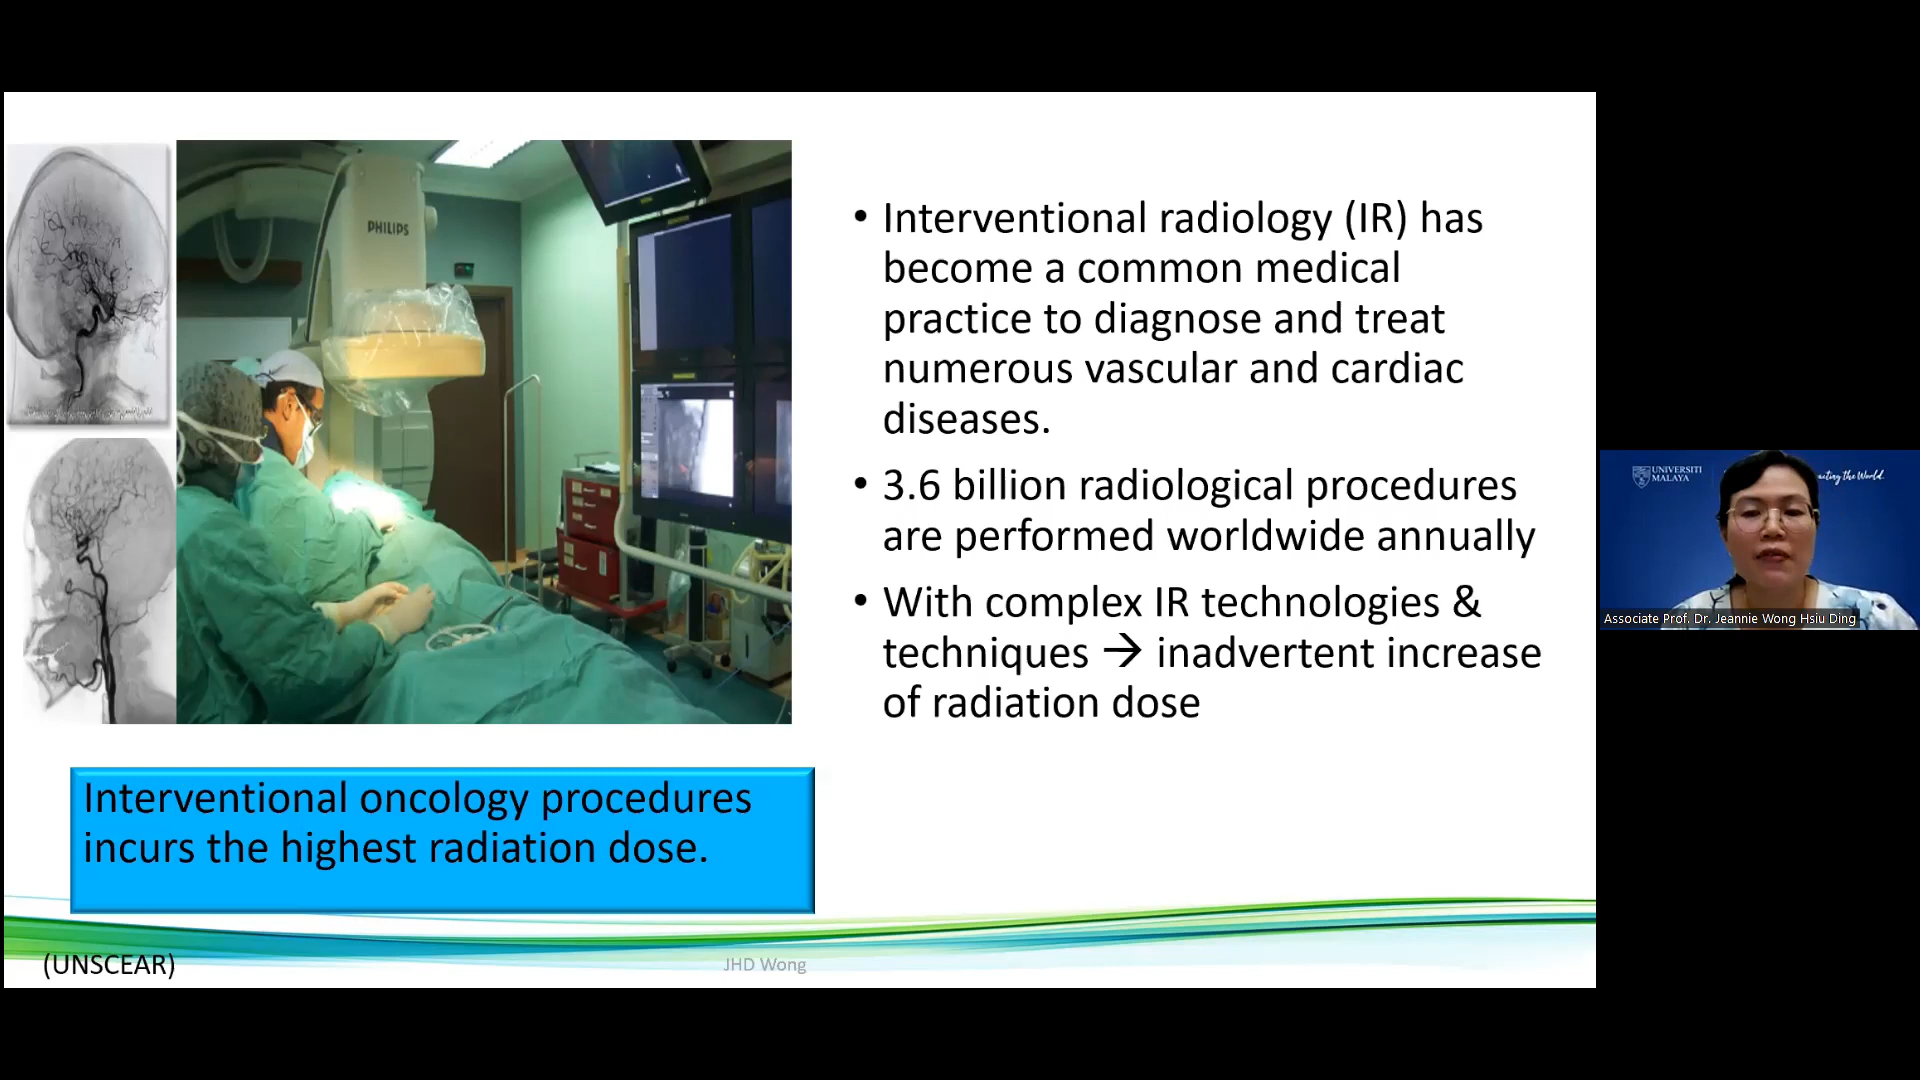 PHILIPS
• Interventional radiology (IR) has
become a common medical
practice to diagnose and treat
numerous vascular and cardiac
diseases.
• 3.6 billion radiological procedures
are performed worldwide annually
• With complex IR technologies &
techniques → inadvertent increase
of radiation dose
Interventional oncology procedures
incurs the highest radiation dose.
(UNSCEAR)
JHD Wong
UNIVERSITI
MALAYA
the World.
Associate Prof. Dr. Jeannie Wong Hsiu Ding